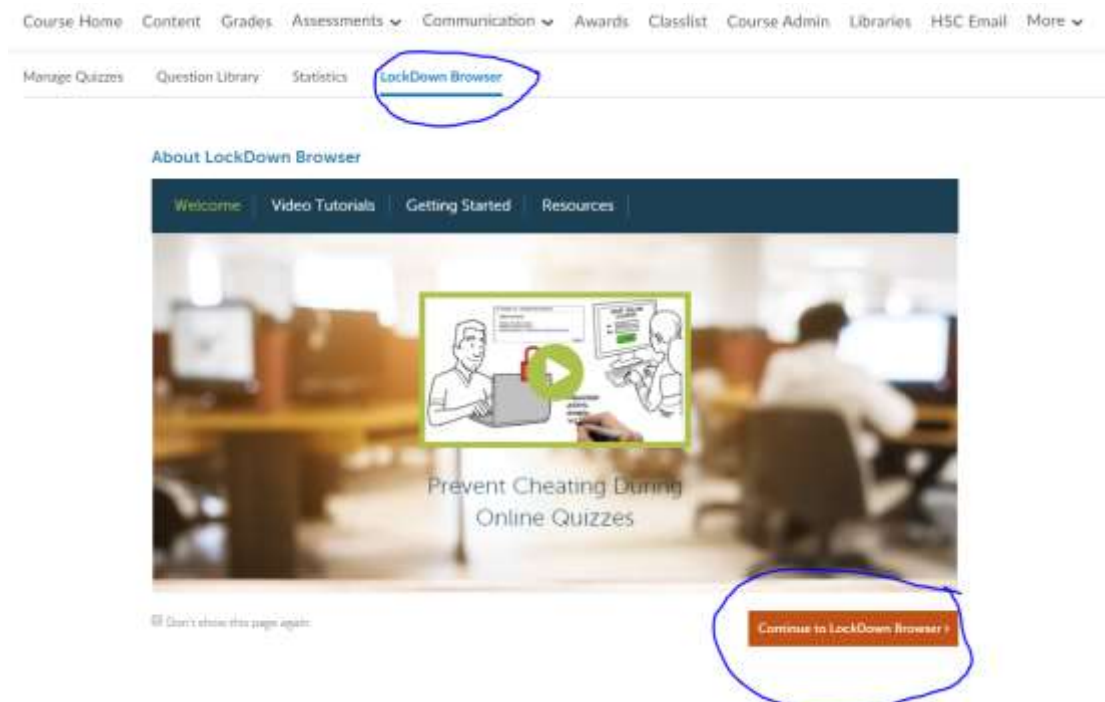 Course Home Content Grades Assessments Communication Awards Classlist Course Admin Libraries HSC Email More
Manage Quizzes Question Library Statistics LockDown Browser
About LockDown Browser
Welcome Video Tutorials Getting Started Resources
Prevent Cheating During
Online Quizzes
Don't show this page again
Continue to LockDown Browser ›